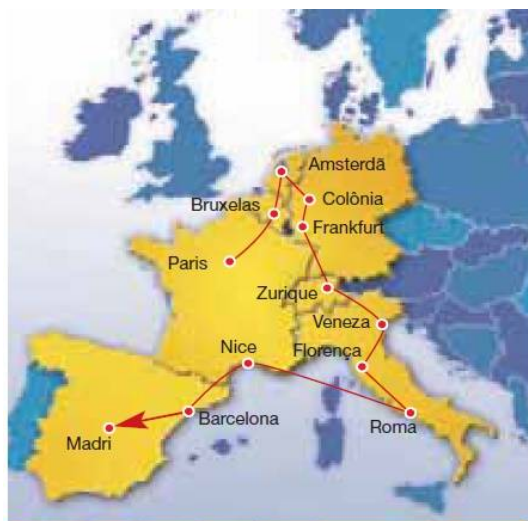 Amsterdã
Colônia
Bruxelas
Frankfurt
Paris
Zurique
Veneza
Nice
Florença
Barcelona
Roma
Madri